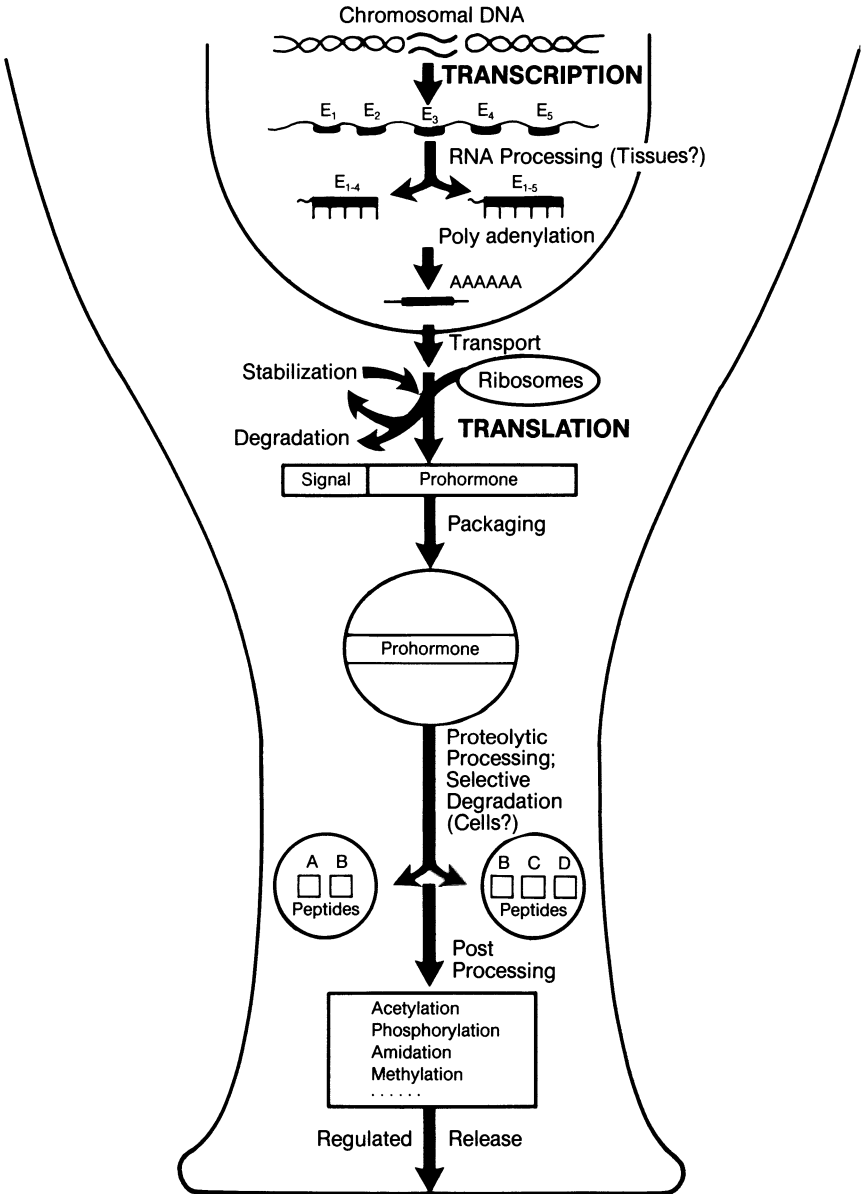 Chromosomal DNA
TRANSCRIPTION
E1 E2 E3 E4 E5
RNA Processing (Tissues?)
E1-4 E1-5
Poly adenylation
AAAAAA
Transport
Stabilization
Ribosomes
Degradation
TRANSLATION
Signal Prohormone
Packaging
Prohormone
Proteolytic
Processing;
Selective
Degradation
(Cells?)
A B
Peptides
B C D
Peptides
Post
Processing
Acetylation
Phosphorylation
Amidation
Methylation
. . . . . .
Regulated Release